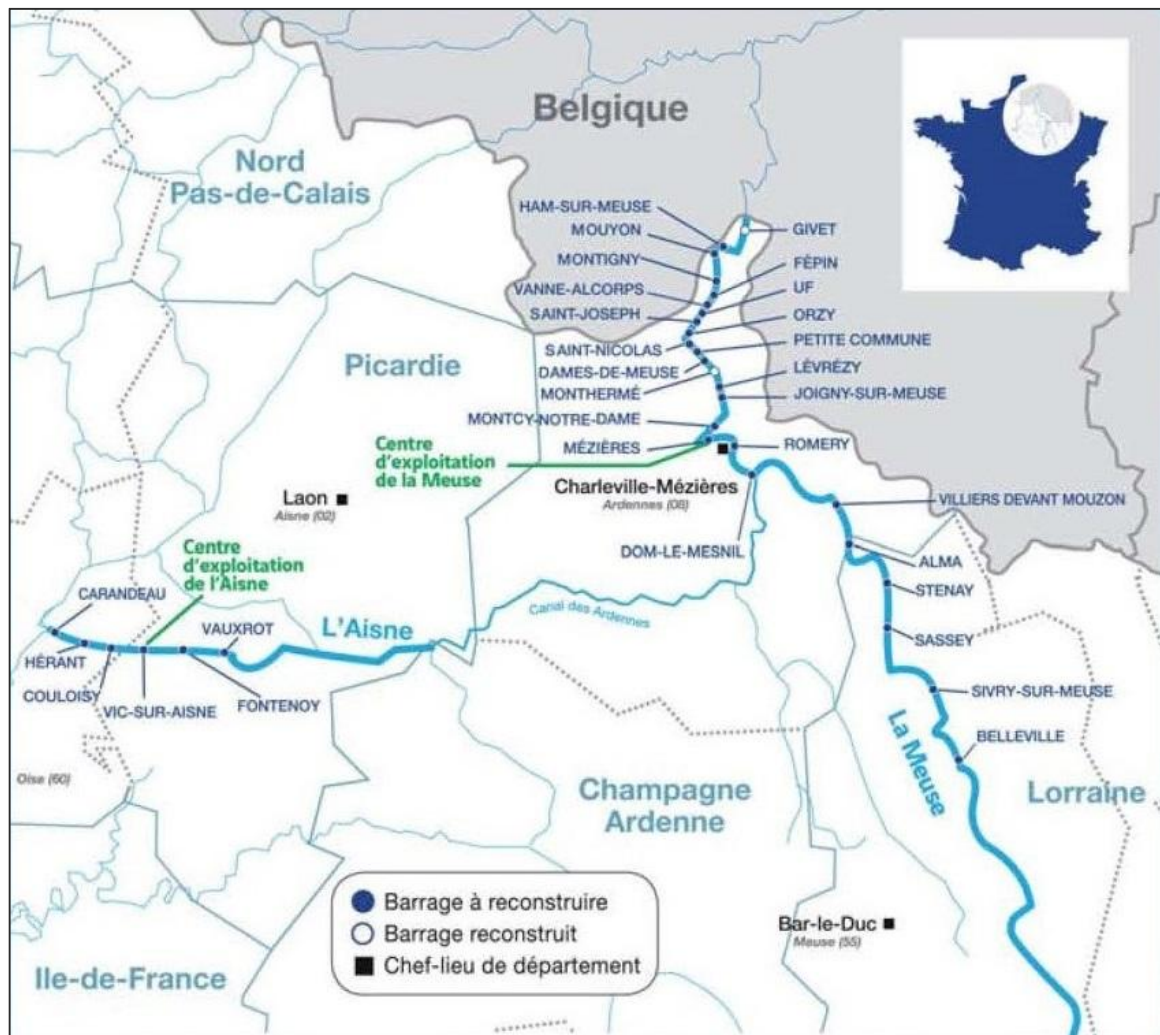 Belgique
Nord
Pas-de-Calais
HAM-SUR-MEUSE
MOUYON
MONTIGNY
VANNE-ALCORPS
SAINT-JOSEPH
SAINT-NICOLAS
DAMES-DE-MEUSE
MONTHERMÉ
MONTCY-NOTRE-DAME
MÉZIÈRES
GIVET
FÉPIN
UF
ORZY
PETITE COMMUNE
LÉVRÉZY
JOIGNY-SUR-MEUSE
ROMERY
Picardie
Centre
d'exploitation
de la Meuse
Laon
Aisne (02)
Charleville-Mézières
Ardennes (08)
VILLIERS DEVANT MOUZON
DOM-LE-MESNIL
ALMA
STENAY
SASSEY
SIVRY-SUR-MEUSE
BELLEVILLE
Centre
d'exploitation
de l'Aisne
CARANDEAU
VAUXROT
L'Aisne
Canal des Ardennes
HÉRANT
COULOISY
VIC-SUR-AISNE
FONTENOY
La Meuse
Oise (60)
Champagne
Ardenne
Lorraine
Barrage à reconstruire
Barrage reconstruit
Chef-lieu de département
Bar-le-Duc
Meuse (55)
Ile-de-France